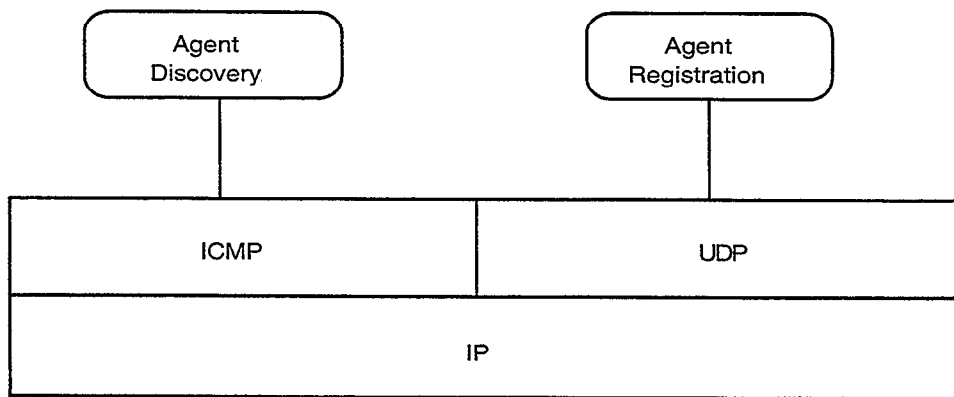 Agent
Discovery
Agent
Registration
ICMP
UDP
IP